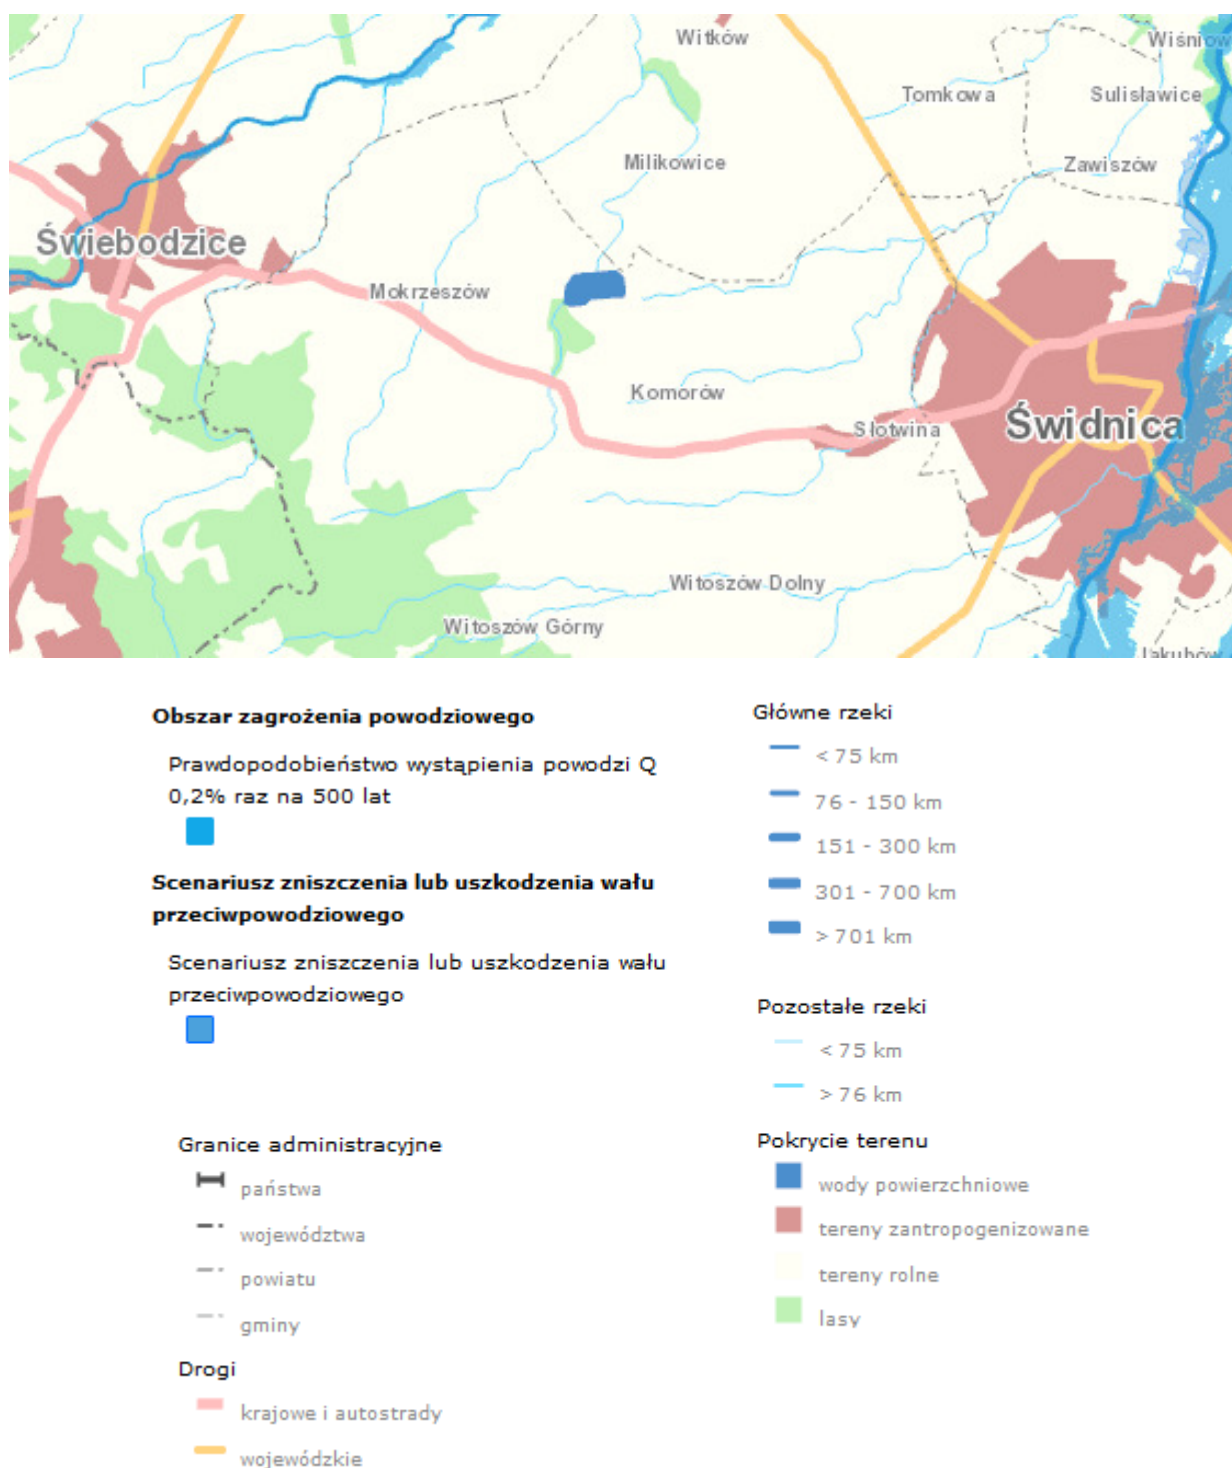 Witków
Wiśniow
Tomkowa
Sulisławice
Milikowice
Zawiszów
Świebodzice
Mokrzeszów
Komorów
Słotwina
Świdnica
Witoszów Dolny
Witoszów Górny
Jakubów
Obszar zagrożenia powodziowego
Prawdopodobieństwo wystąpienia powodzi Q
0,2% raz na 500 lat
Scenariusz zniszczenia lub uszkodzenia wału
przeciwpowodziowego
Scenariusz zniszczenia lub uszkodzenia wału
przeciwpowodziowego
Granice administracyjne
państwa
województwa
powiatu
gminy
Drogi
krajowe i autostrady
wojewódzkie
Główne rzeki
< 75 km
76 - 150 km
151 - 300 km
301 - 700 km
> 701 km
Pozostałe rzeki
< 75 km
> 76 km
Pokrycie terenu
wody powierzchniowe
tereny zantropogenizowane
tereny rolne
lasy